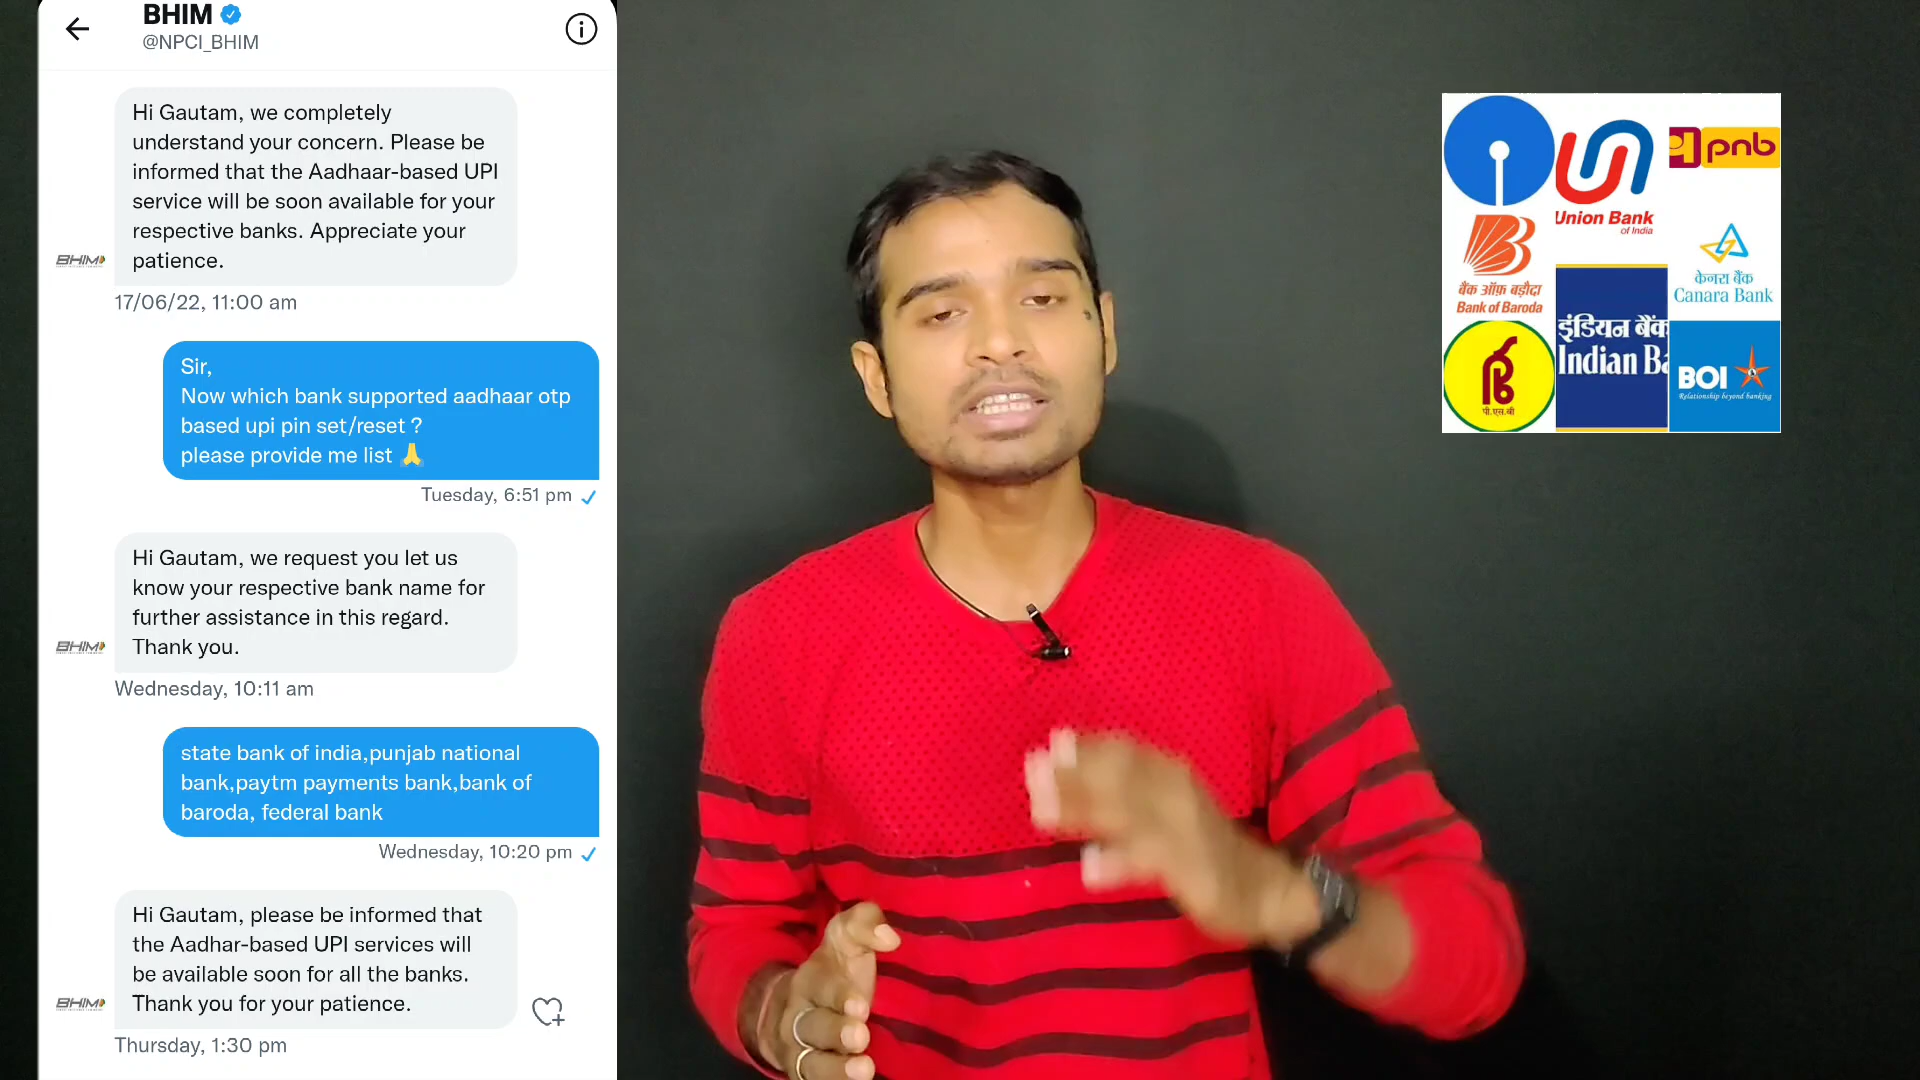 BHIM
@NPCI_BHIM
Hi Gautam, we completely
understand your concern. Please be
informed that the Aadhaar-based UPI
service will be soon available for your
respective banks. Appreciate your
patience.
BHIM
17/06/22, 11:00 am
Sir,
Now which bank supported aadhaar otp
based upi pin set/reset ?
please provide me list 🙏
Tuesday, 6:51 pm
Hi Gautam, we request you let us
know your respective bank name for
further assistance in this regard.
Thank you.
BHIM
Wednesday, 10:11 am
state bank of india,punjab national
bank,paytm payments bank,bank of
baroda, federal bank
Wednesday, 10:20 pm
Hi Gautam, please be informed that
the Aadhar-based UPI services will
be available soon for all the banks.
Thank you for your patience.
BHIM
Thursday, 1:30 pm
pnb
Union Bank
of India
बैंक ऑफ़ बड़ौदा
Bank of Baroda
केनरा बैंक
Canara Bank
पी.एस.बी
इंडियन बैंक
Indian Ba
BOI
Relationship beyond banking